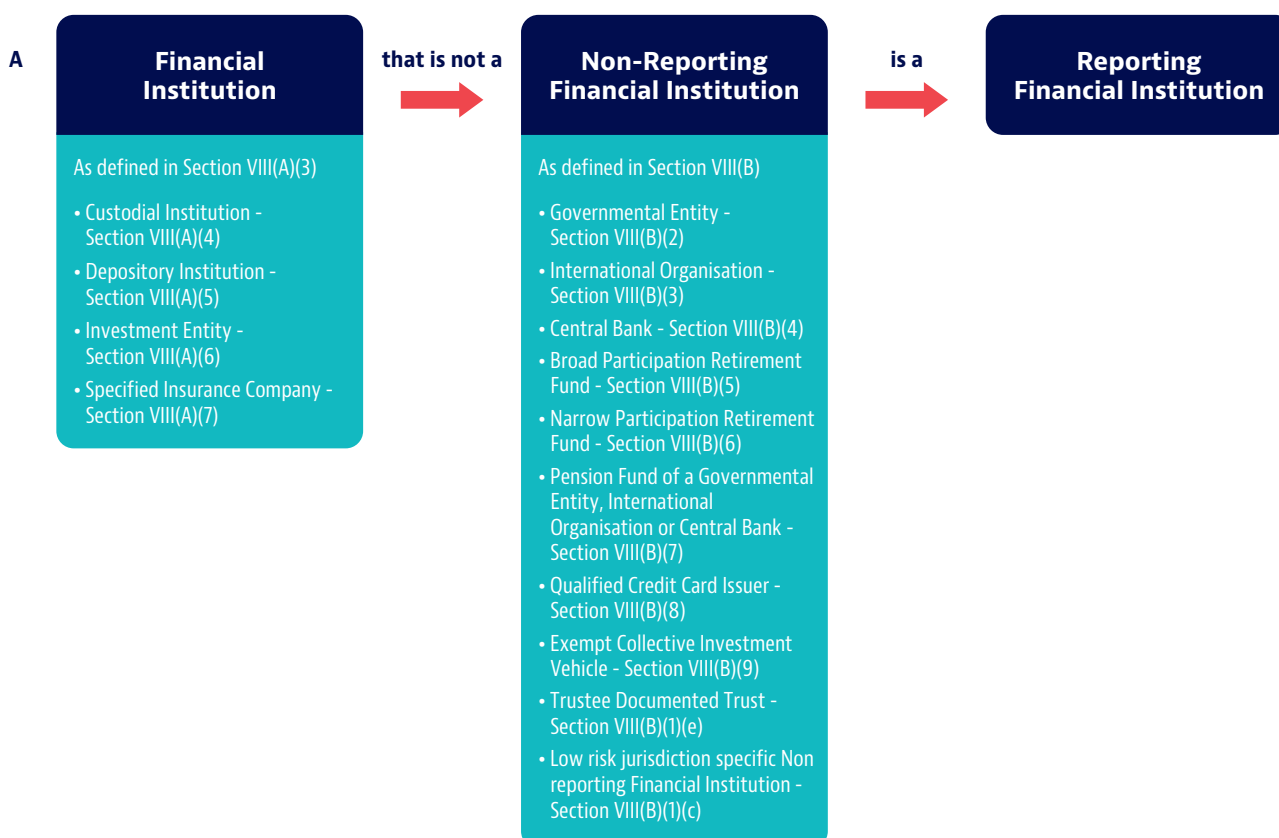 A
Financial
Institution
that is not a
Non-Reporting
Financial Institution
is a
Reporting
Financial Institution
As defined in Section VIII(A)(3)
• Custodial Institution -
Section VIII(A)(4)
• Depository Institution -
Section VIII(A)(5)
• Investment Entity -
Section VIII(A)(6)
• Specified Insurance Company -
Section VIII(A)(7)
As defined in Section VIII(B)
• Governmental Entity -
Section VIII(B)(2)
• International Organisation -
Section VIII(B)(3)
• Central Bank - Section VIII(B)(4)
• Broad Participation Retirement
Fund - Section VIII(B)(5)
• Narrow Participation Retirement
Fund - Section VIII(B)(6)
• Pension Fund of a Governmental
Entity, International
Organisation or Central Bank -
Section VIII(B)(7)
• Qualified Credit Card Issuer -
Section VIII(B)(8)
• Exempt Collective Investment
Vehicle - Section VIII(B)(9)
• Trustee Documented Trust -
Section VIII(B)(1)(e)
• Low risk jurisdiction specific Non
reporting Financial Institution -
Section VIII(B)(1)(c)